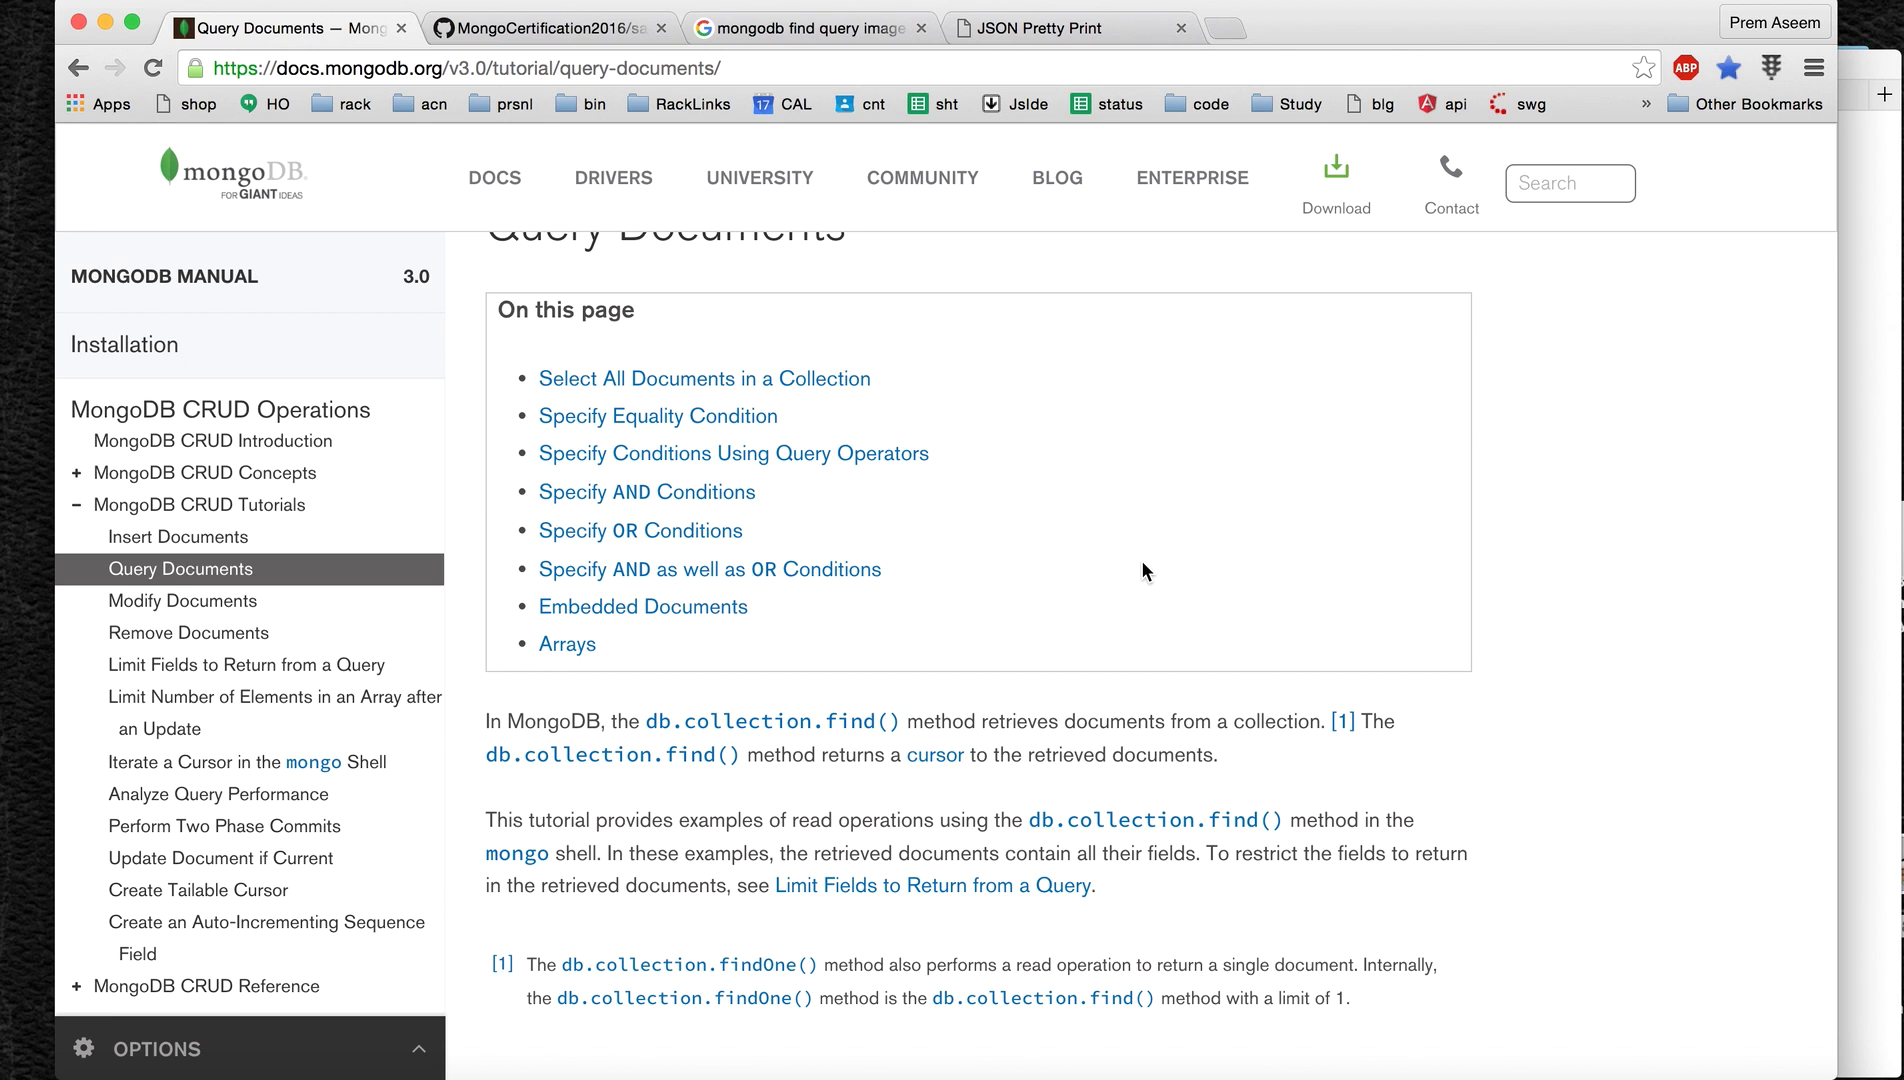 Query Documents — Mong
MongoCertification2016/sa
mongodb find query image
JSON Pretty Print
Prem Aseem
https://docs.mongodb.org/v3.0/tutorial/query-documents/
ABP
Apps
shop
HO
rack
acn
prsnl
bin
RackLinks
17 CAL
cnt
sht
JsIde
status
code
Study
blg
api
swg
»
Other Bookmarks
mongoDB.
FOR GIANT IDEAS
DOCS
DRIVERS
UNIVERSITY
COMMUNITY
BLOG
ENTERPRISE
Download
Contact
Search
MONGODB MANUAL 3.0
Installation
MongoDB CRUD Operations
MongoDB CRUD Introduction
+ MongoDB CRUD Concepts
– MongoDB CRUD Tutorials
Insert Documents
Query Documents
Modify Documents
Remove Documents
Limit Fields to Return from a Query
Limit Number of Elements in an Array after
an Update
Iterate a Cursor in the mongo Shell
Analyze Query Performance
Perform Two Phase Commits
Update Document if Current
Create Tailable Cursor
Create an Auto-Incrementing Sequence
Field
+ MongoDB CRUD Reference
OPTIONS
Query Documents
On this page
• Select All Documents in a Collection
• Specify Equality Condition
• Specify Conditions Using Query Operators
• Specify AND Conditions
• Specify OR Conditions
• Specify AND as well as OR Conditions
• Embedded Documents
• Arrays
In MongoDB, the db.collection.find() method retrieves documents from a collection. [1] The
db.collection.find() method returns a cursor to the retrieved documents.
This tutorial provides examples of read operations using the db.collection.find() method in the
mongo shell. In these examples, the retrieved documents contain all their fields. To restrict the fields to return
in the retrieved documents, see Limit Fields to Return from a Query.
[1] The db.collection.findOne() method also performs a read operation to return a single document. Internally,
the db.collection.findOne() method is the db.collection.find() method with a limit of 1.